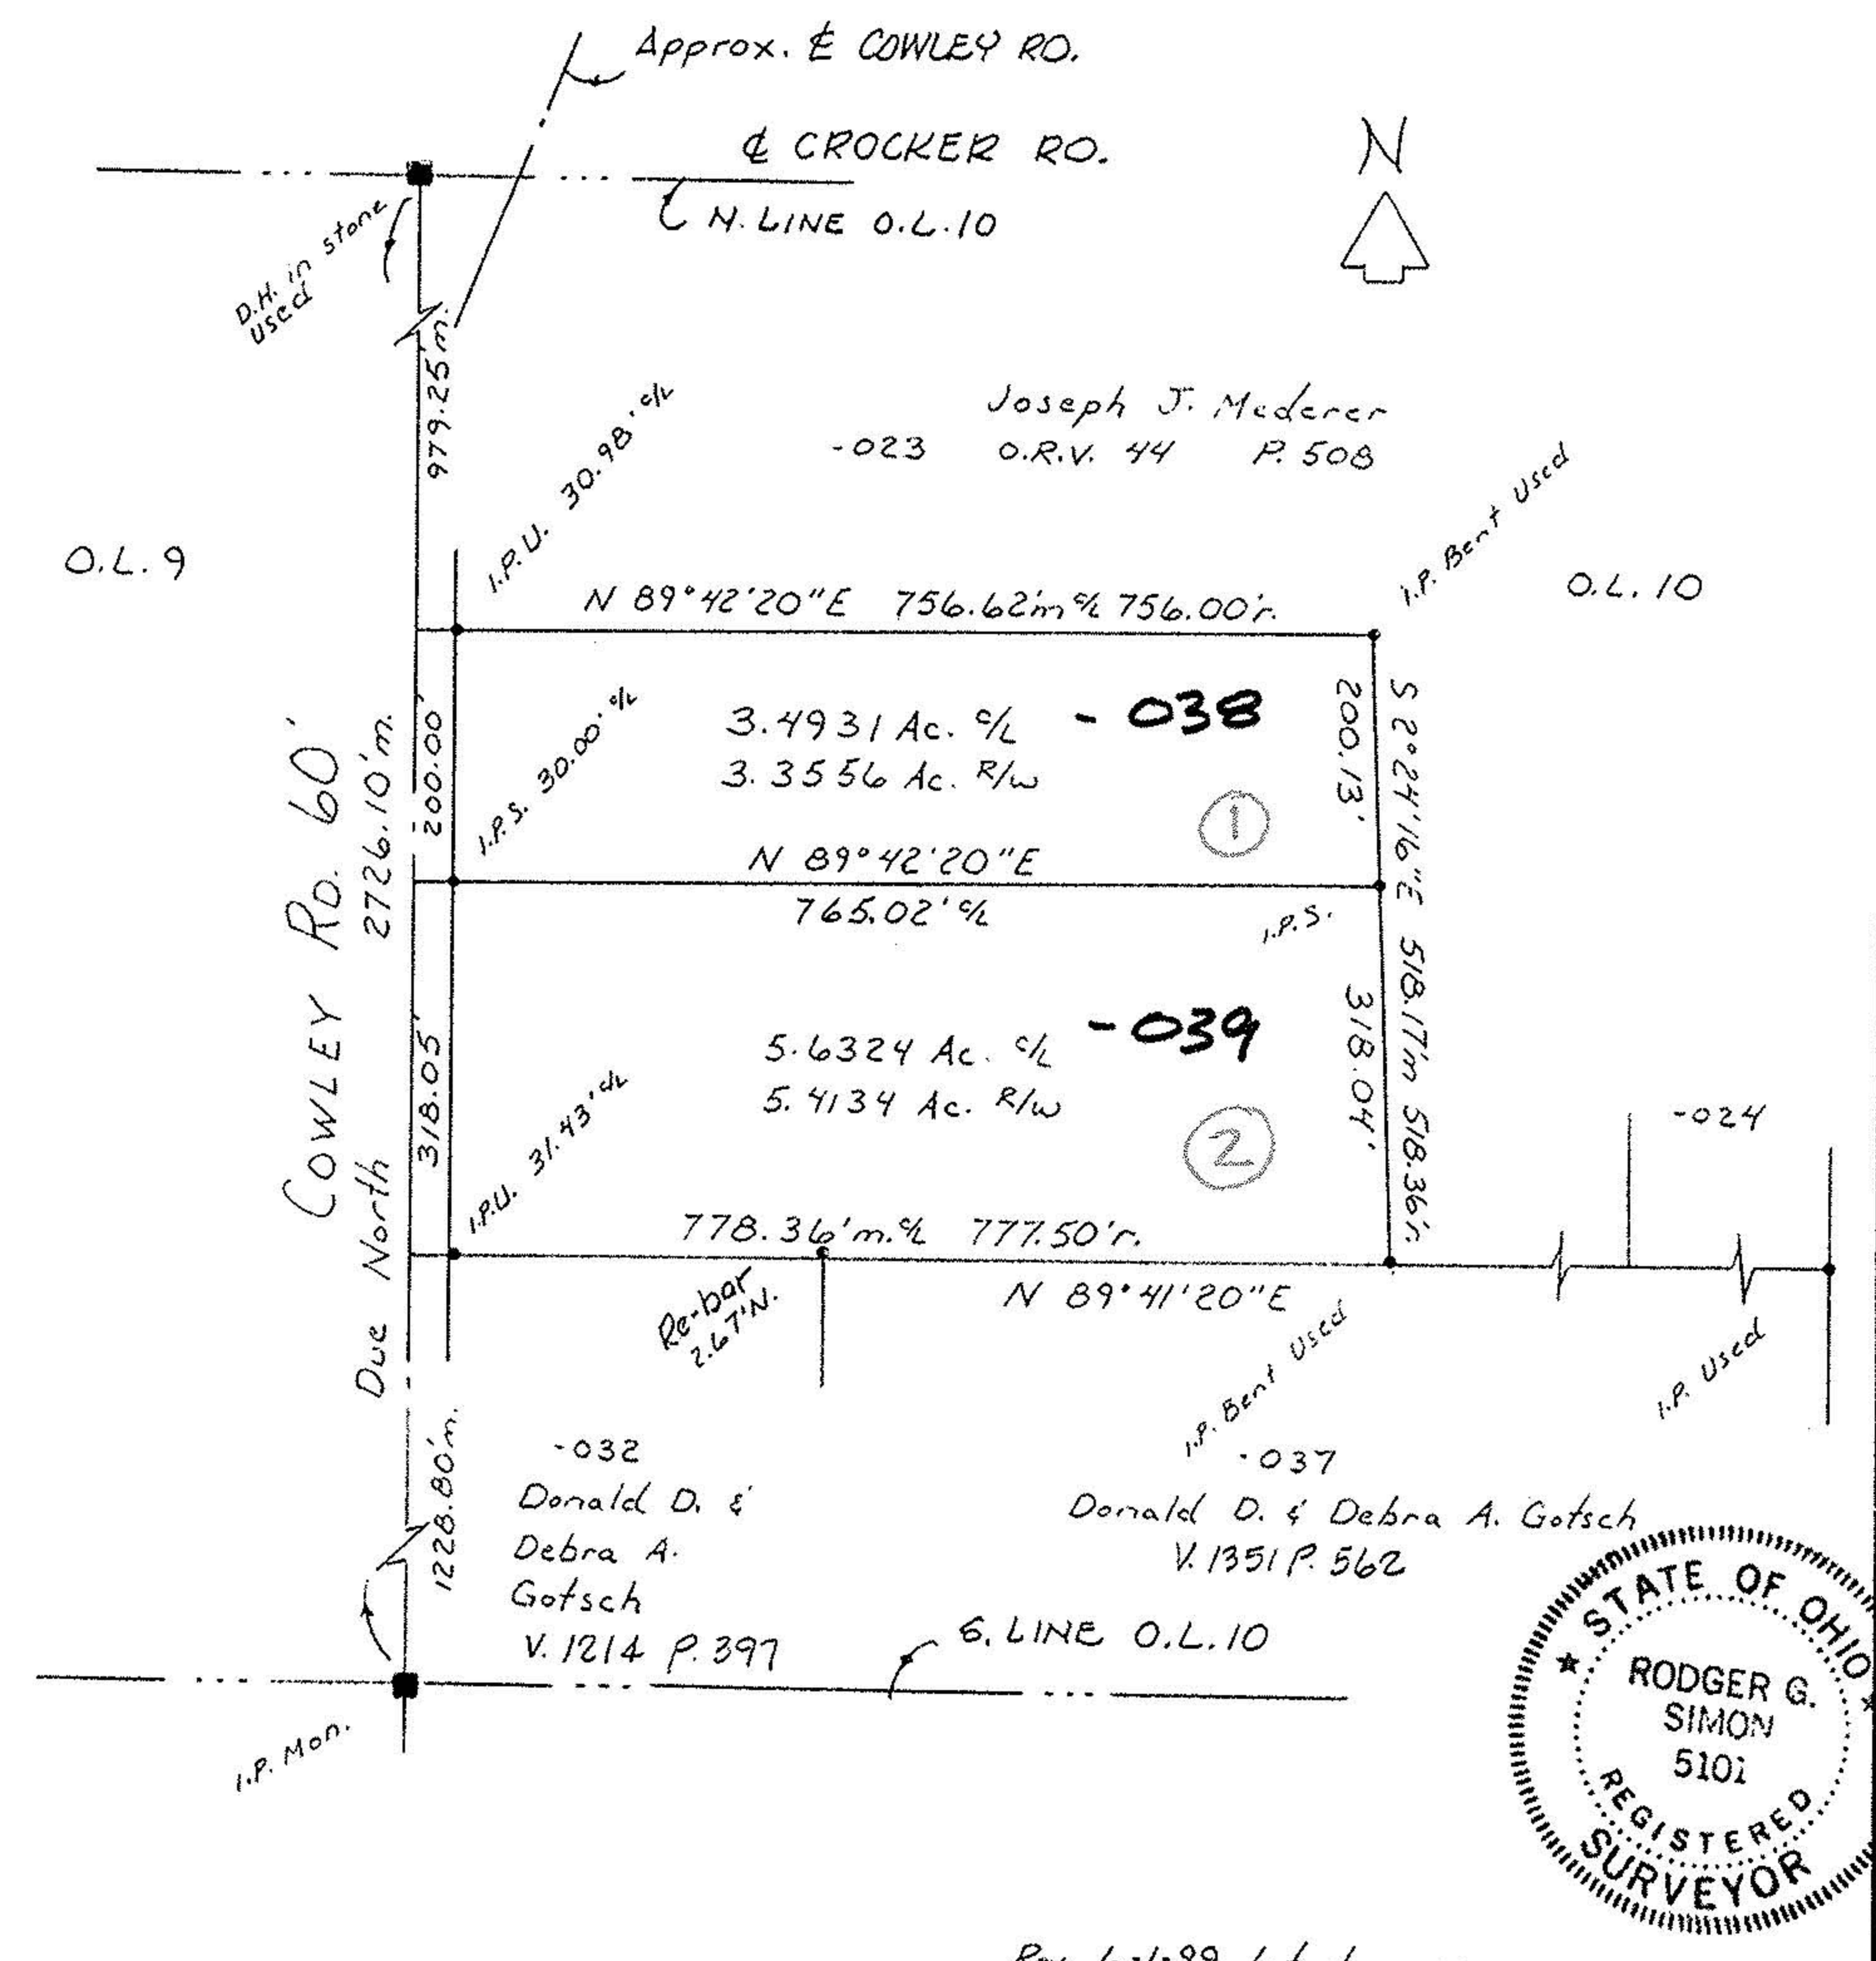 Approx. ℄ COWLEY RD.
℄ CROCKER RD.
N
N. LINE O.L.10
D.H. in stone
used
979.25'm.
I.P.U. 30.98' c/L
Joseph J. Mederer
-023 O.R.V. 44 P. 508
I.P. Bent Used
O.L. 9
O.L. 10
N 89°42'20"E 756.62'm c/L 756.00'r.
COWLEY RD. 60'
Due North 2726.10'm.
200.00'
I.P.S. 30.00' c/L
3.4931 Ac. c/L - 038
3.3556 Ac. R/W
1
200.13'
S 2°24'16"E 518.17'm 518.36'r.
N 89°42'20"E
765.02' c/L
I.P.S.
318.05'
I.P.U. 31.43' c/L
5.6324 Ac. c/L - 039
5.4134 Ac. R/W
2
318.04'
-024
778.36'm. c/L 777.50'r.
N 89°41'20"E
Re-bar
2.67'N.
I.P. Bent Used
I.P. Used
1228.80'm.
-032
Donald D. &
Debra A.
Gotsch
V. 1214 P. 397
-037
Donald D. & Debra A. Gotsch
V. 1351 P. 562
S. LINE O.L.10
I.P. Mon.
STATE OF OHIO
RODGER G.
SIMON
5101
REGISTERED
SURVEYOR